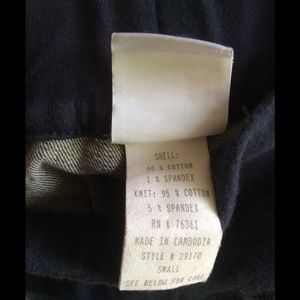 SHELL:
99 % COTTON
1 % SPANDEX
KNIT: 95 % COTTON
5 % SPANDEX
RN # 76361
MADE IN CAMBODIA
STYLE # 29170
SMALL
SEE BELOW FOR CARE